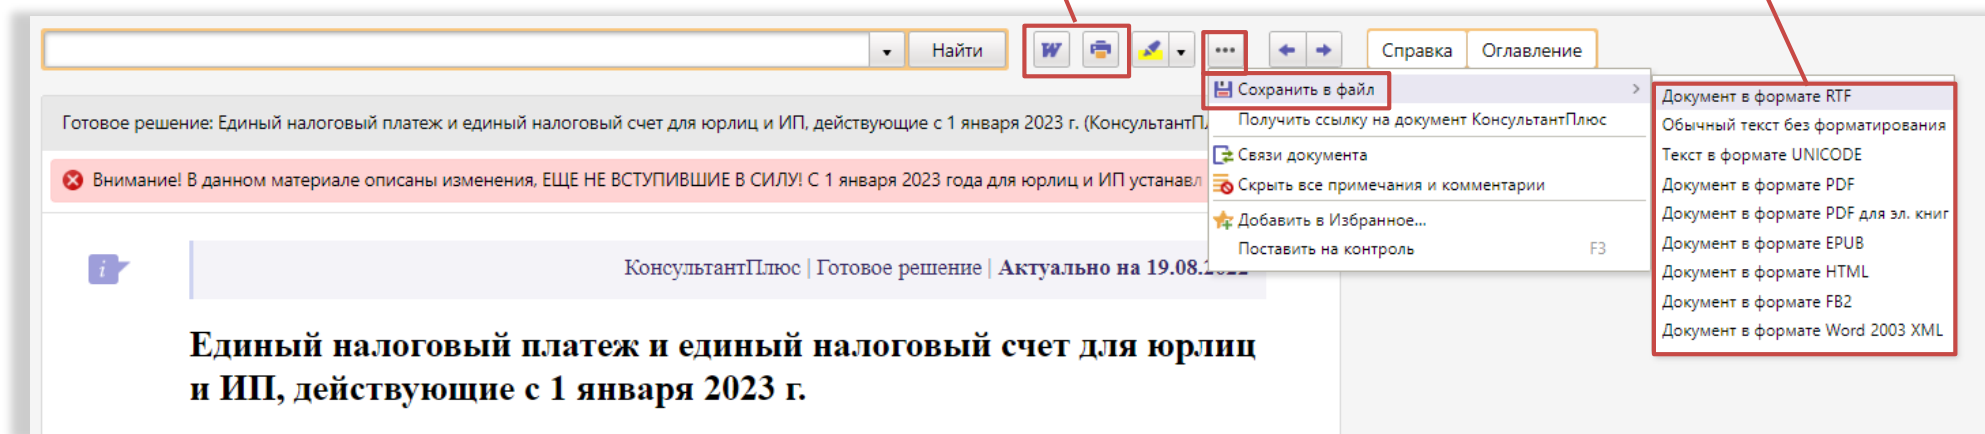 Найти
W
Справка
Оглавление
Сохранить в файл
Получить ссылку на документ КонсультантПлюс
Связи документа
Скрыть все примечания и комментарии
Добавить в Избранное...
Поставить на контроль F3
Документ в формате RTF
Обычный текст без форматирования
Текст в формате UNICODE
Документ в формате PDF
Документ в формате PDF для эл. книг
Документ в формате EPUB
Документ в формате HTML
Документ в формате FB2
Документ в формате Word 2003 XML
Готовое решение: Единый налоговый платеж и единый налоговый счет для юрлиц и ИП, действующие с 1 января 2023 г.
Внимание! В данном материале описаны изменения, ЕЩЕ НЕ ВСТУПИВШИЕ В СИЛУ! С 1 января 2023 года для юрлиц и ИП
i
КонсультантПлюс | Готовое решение | Актуально на 19.08.
Единый налоговый платеж и единый налоговый счет для юрлиц
и ИП, действующие с 1 января 2023 г.